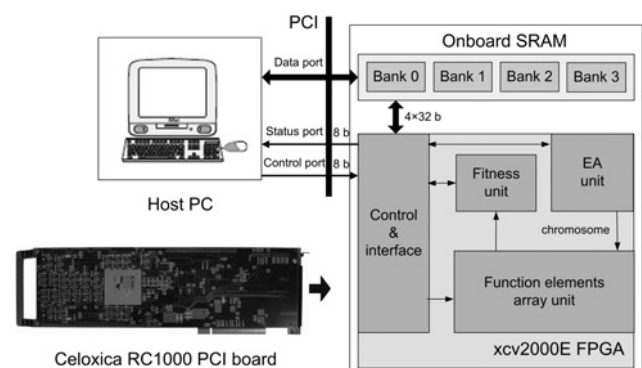 PCI
Onboard SRAM
Data port
Bank 0
Bank 1
Bank 2
Bank 3
4×32 b
Status port
8 b
Control port
8 b
Host PC
Control
&
interface
Fitness
unit
EA
unit
chromosome
Function elements
array unit
xcv2000E FPGA
Celoxica RC1000 PCI board